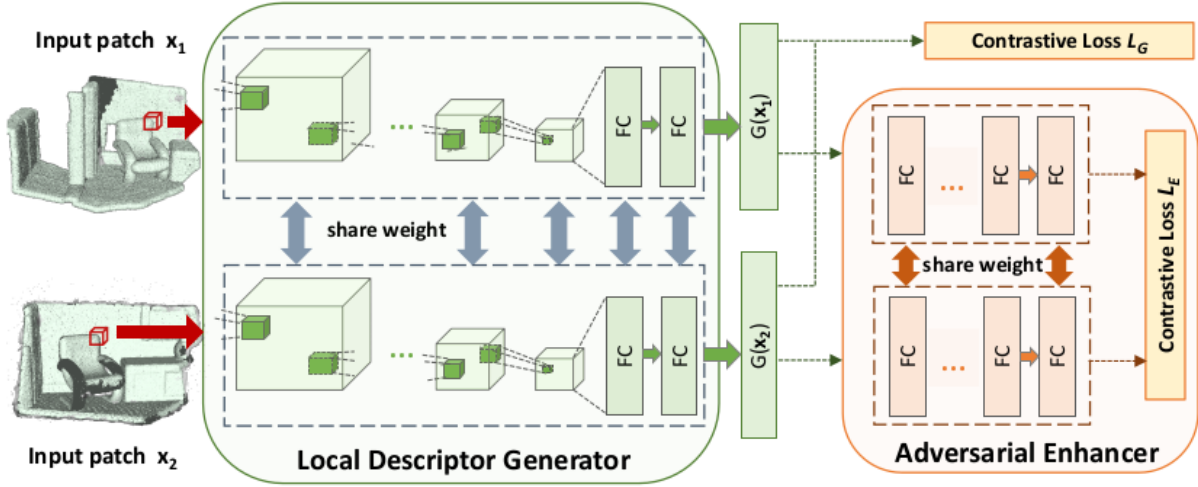 Input patch x1
FC
FC
G(x1)
Contrastive Loss LG
share weight
FC
...
FC
FC
Contrastive Loss LE
share weight
Input patch x2
FC
FC
G(x2)
FC
...
FC
FC
Local Descriptor Generator
Adversarial Enhancer